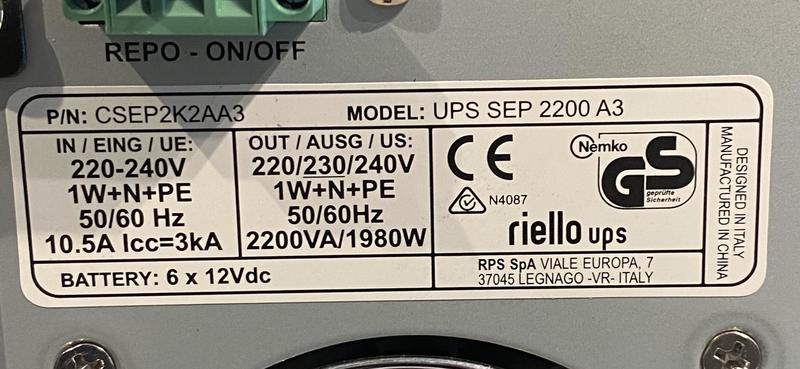 REPO - ON/OFF
P/N: CSEP2K2AA3
MODEL: UPS SEP 2200 A3
IN / EING / UE:
220-240V
1W+N+PE
50/60 Hz
10.5A Icc=3kA
OUT / AUSG / US:
220/230/240V
1W+N+PE
50/60Hz
2200VA/1980W
BATTERY: 6 x 12Vdc
CE
N4087
Nemko
GS
geprüfte
Sicherheit
riello ups
RPS SpA VIALE EUROPA, 7
37045 LEGNAGO -VR- ITALY
DESIGNED IN ITALY
MANUFACTURED IN CHINA